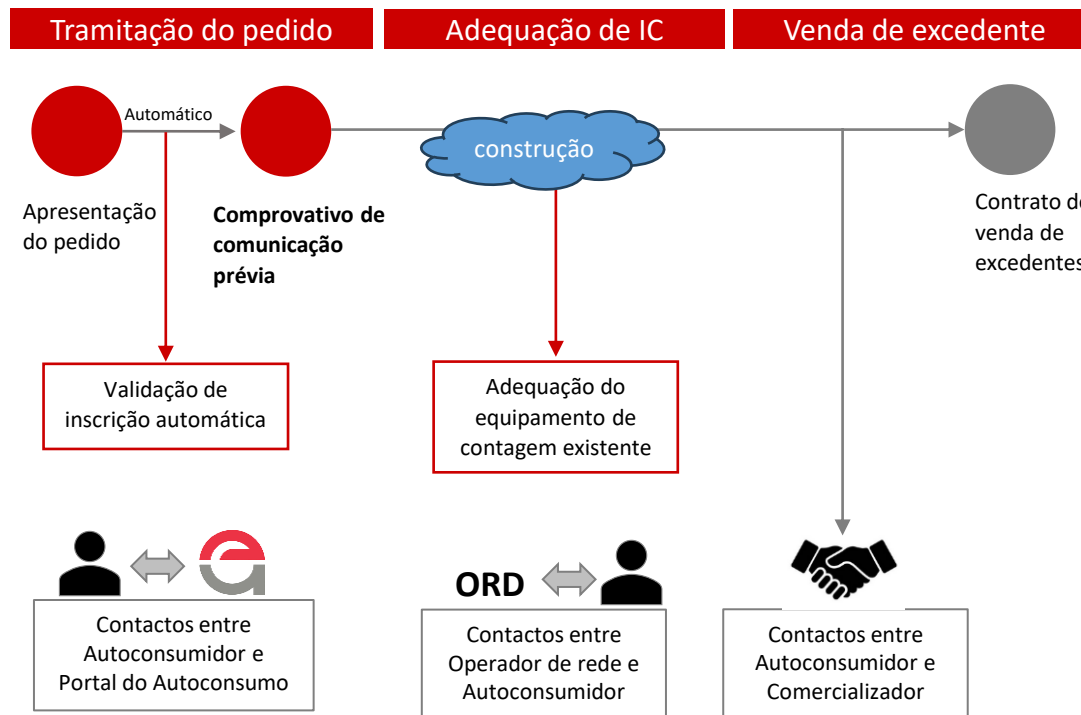 Tramitação do pedido
Adequação de IC
Venda de excedente
Automático
construção
Apresentação
do pedido
Comprovativo de
comunicação
prévia
Contrato de
venda de
excedentes
Validação de
inscrição automática
Adequação do
equipamento de
contagem existente
ORD
Contactos entre
Autoconsumidor e
Portal do Autoconsumo
Contactos entre
Operador de rede e
Autoconsumidor
Contactos entre
Autoconsumidor e
Comercializador